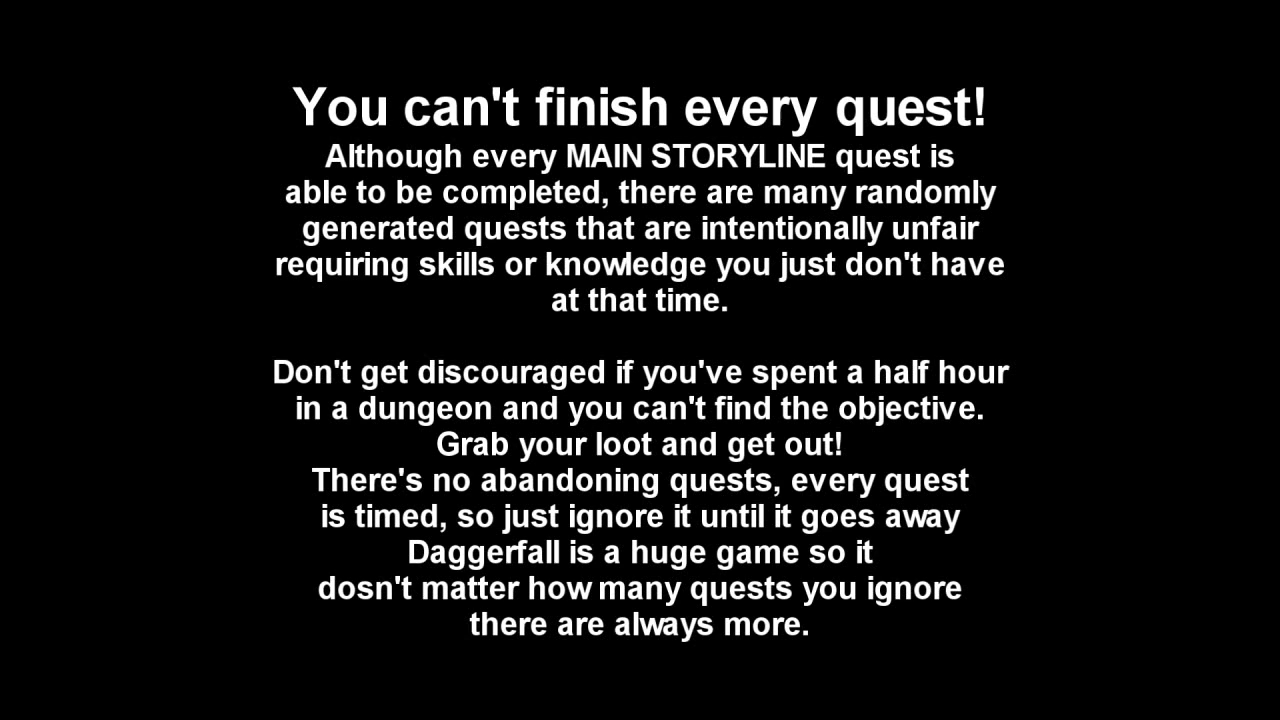 You can't finish every quest!
Although every MAIN STORYLINE quest is
able to be completed, there are many randomly
generated quests that are intentionally unfair
requiring skills or knowledge you just don't have
at that time.
Don't get discouraged if you've spent a half hour
in a dungeon and you can't find the objective.
Grab your loot and get out!
There's no abandoning quests, every quest
is timed, so just ignore it until it goes away
Daggerfall is a huge game so it
dosn't matter how many quests you ignore
there are always more.